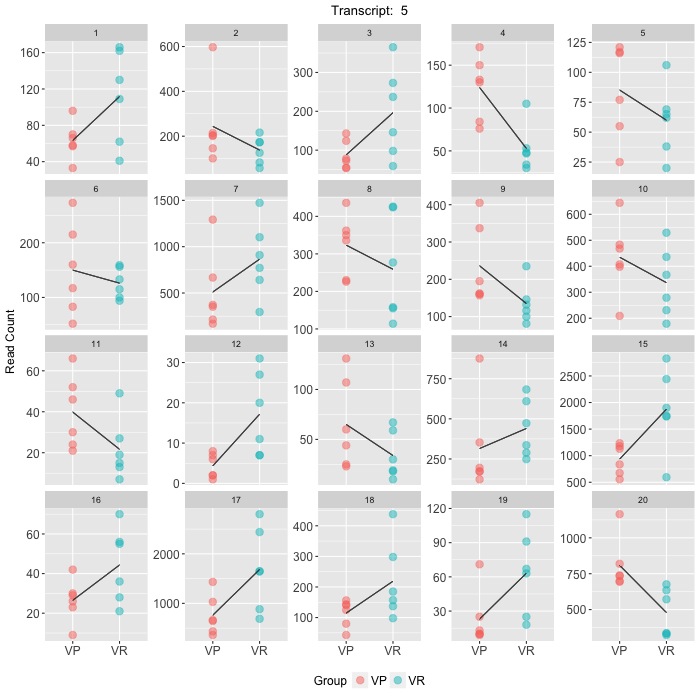 Transcript: 5
1 2 3 4 5
160 120 80 40
600 400 200
300 200 100
150 100 50
125 100 75 50 25
6 7 8 9 10
200 100
1500 1000 500
400 300 200 100
400 300 200 100
600 500 400 300 200
Read Count
11 12 13 14 15
60 40 20
30 20 10 0
100 50
750 500 250
2500 2000 1500 1000 500
16 17 18 19 20
60 40 20
2000 1000
400 300 200 100
120 90 60 30
1000 750 500
VP VR VP VR VP VR VP VR VP VR
Group VP VR